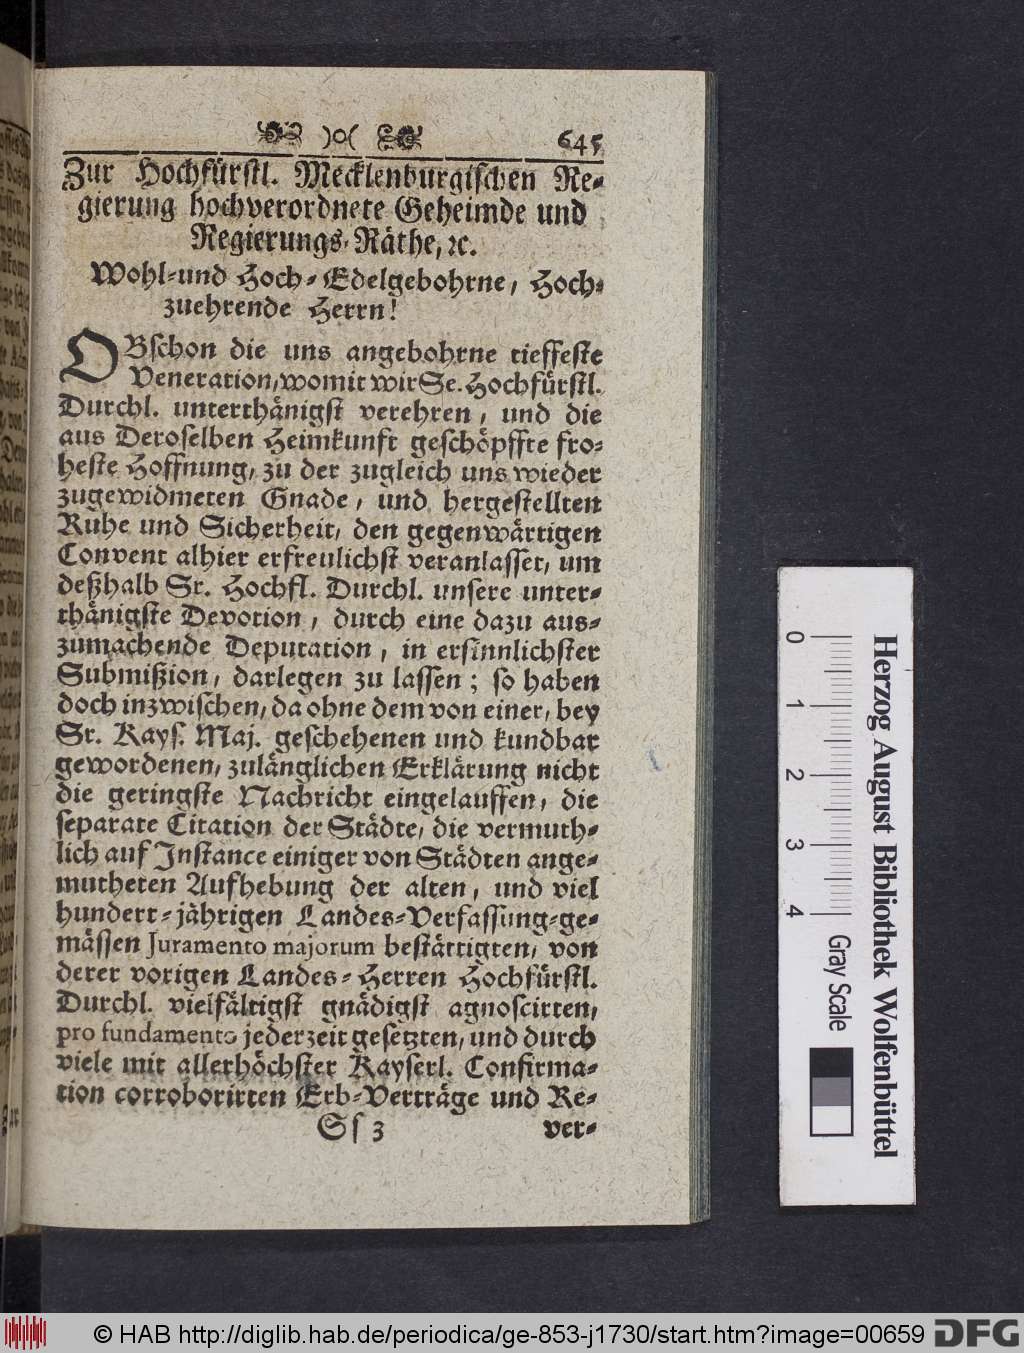 )o( 645
Zur Hochfürstl. Mecklenburgischen Re-
gierung hochverordnete Geheimde und
Regierungs-Räthe, ꝛc.
Wohl-und Hoch-Edelgebohrne, Hoch-
zuehrende Herrn!
OBschon die uns angebohrne tieffeste
Veneration, womit wir Se. Hochfürstl.
Durchl. unterthänigst verehren, und die
aus Deroselben Heimkunft geschöpffte fro-
heste Hoffnung, zu der zugleich uns wieder
zugewidmeten Gnade, und hergestellten
Ruhe und Sicherheit, den gegenwärtigen
Convent alhier erfreulichst veranlasset, um
deßhalb Sr. Hochfl. Durchl. unsere unter-
thänigste Devotion, durch eine dazu aus-
zumachende Deputation, in ersinnlichster
Submißion, darlegen zu lassen; so haben
doch inzwischen, da ohne dem von einer, bey
Sr. Kays. Maj. geschehenen und kundbar
gewordenen, zulänglichen Erklärung nicht
die geringste Nachricht eingelauffen, die
separate Citation der Städte, die vermuth-
lich auf Instance einiger von Städten ange-
mutheten Aufhebung der alten, und viel
hundert-jährigen Landes-Verfassung-ge-
mässen Juramento majorum bestättigten, von
derer vorigen Landes-Herren Hochfürstl.
Durchl. vielfältigst gnädigst agnoscirten,
pro fundamento jederzeit gesetzten, und durch
viele mit allerhöchster Kayserl. Confirma-
tion corroborirten Erb-Verträge und Re-
Ss 3 ver-
0 1 2 3 4 Gray Scale
Herzog August Bibliothek Wolfenbüttel
© HAB http://diglib.hab.de/periodica/ge-853-j1730/start.htm?image=00659 DFG